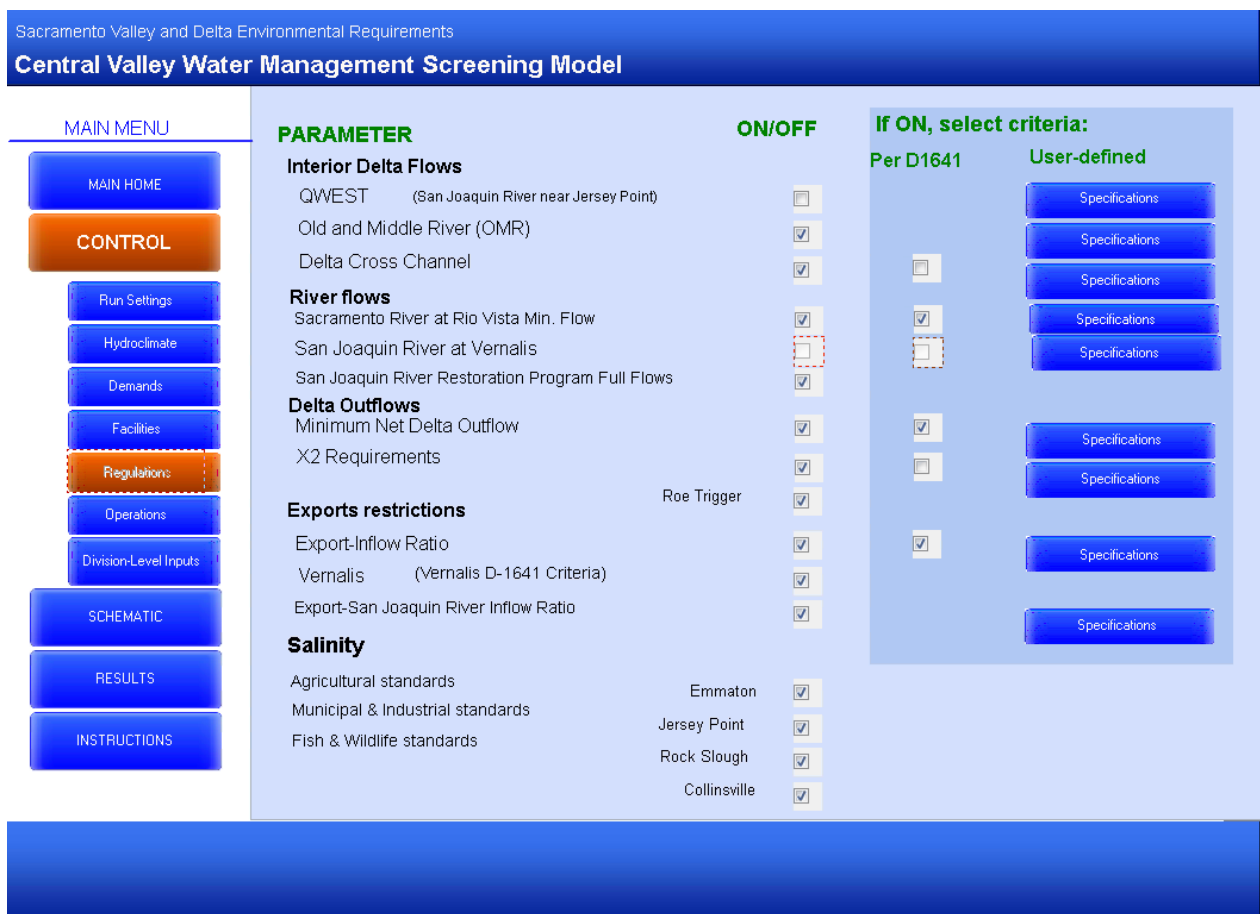 Sacramento Valley and Delta Environmental Requirements
Central Valley Water Management Screening Model
MAIN MENU
MAIN HOME
CONTROL
Run Settings
Hydroclimate
Demands
Facilities
Regulations
Operations
Division-Level Inputs
SCHEMATIC
RESULTS
INSTRUCTIONS
PARAMETER ON/OFF If ON, select criteria:
Per D1641 User-defined
Interior Delta Flows
QWEST (San Joaquin River near Jersey Point) Specifications
Old and Middle River (OMR) Specifications
Delta Cross Channel Specifications
River flows
Sacramento River at Rio Vista Min. Flow Specifications
San Joaquin River at Vernalis Specifications
San Joaquin River Restoration Program Full Flows
Delta Outflows
Minimum Net Delta Outflow Specifications
X2 Requirements Specifications
Roe Trigger
Exports restrictions
Export-Inflow Ratio Specifications
Vernalis (Vernalis D-1641 Criteria)
Export-San Joaquin River Inflow Ratio Specifications
Salinity
Agricultural standards Emmaton
Municipal & Industrial standards Jersey Point
Fish & Wildlife standards Rock Slough
Collinsville